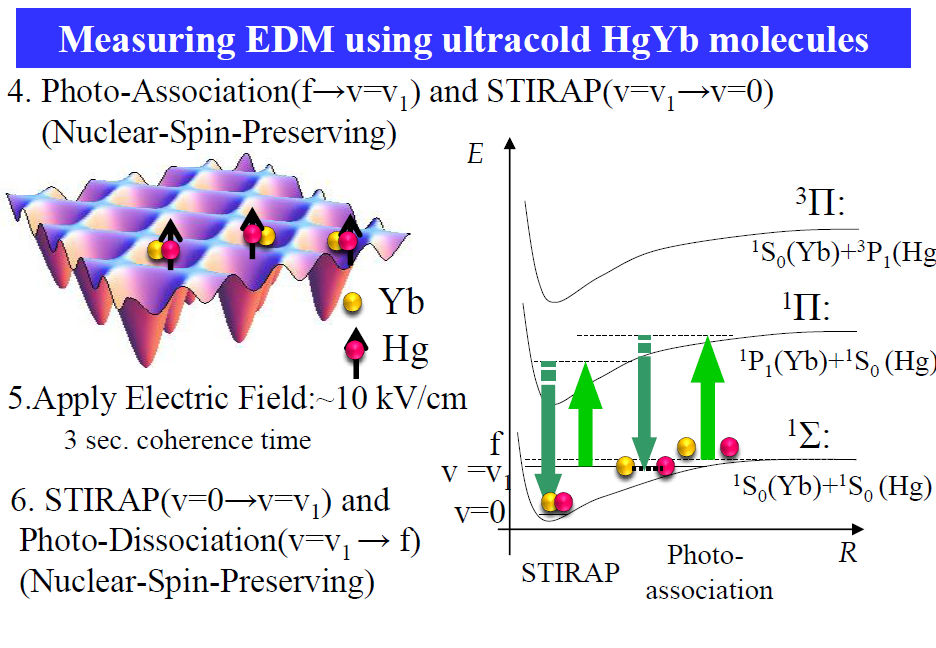 Measuring EDM using ultracold HgYb molecules
4. Photo-Association(f→v=v₁) and STIRAP(v=v₁→v=0)
(Nuclear-Spin-Preserving)
Yb
Hg
5.Apply Electric Field:~10 kV/cm
3 sec. coherence time
6. STIRAP(v=0→v=v₁) and
Photo-Dissociation(v=v₁→ f)
(Nuclear-Spin-Preserving)
E
³Π:
¹S₀(Yb)+³P₁(Hg
¹Π:
¹P₁(Yb)+¹S₀ (Hg)
¹Σ:
¹S₀(Yb)+¹S₀ (Hg)
f
v =v₁
v=0
R
STIRAP
Photo-
association